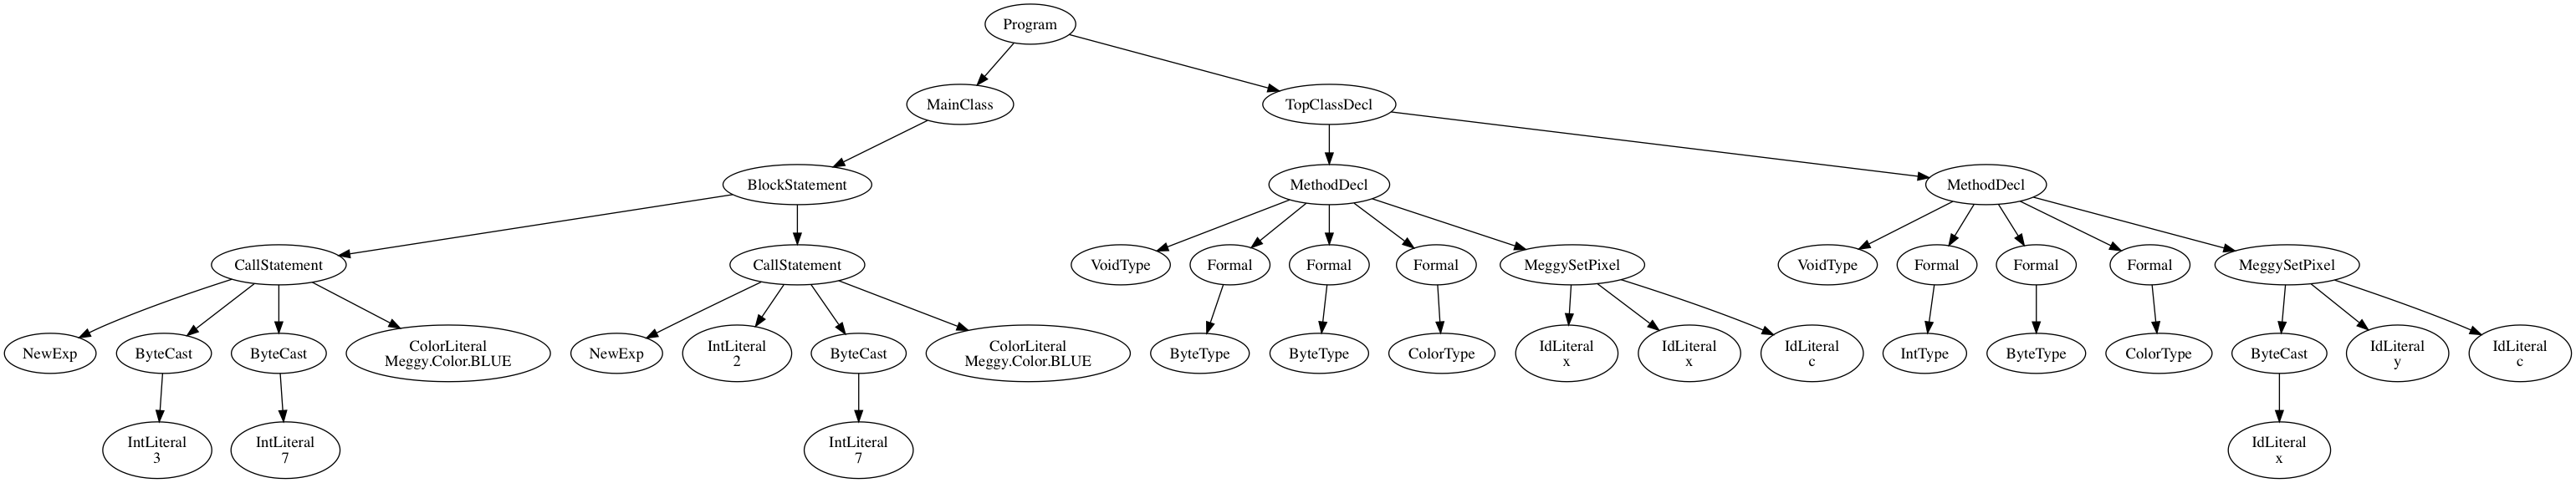 Program
MainClass
TopClassDecl
BlockStatement
MethodDecl
MethodDecl
CallStatement
CallStatement
VoidType
Formal
Formal
Formal
MeggySetPixel
VoidType
Formal
Formal
Formal
MeggySetPixel
NewExp
ByteCast
ByteCast
ColorLiteral
Meggy.Color.BLUE
NewExp
IntLiteral
2
ByteCast
ColorLiteral
Meggy.Color.BLUE
ByteType
ByteType
ColorType
IdLiteral
x
IdLiteral
x
IdLiteral
c
IntType
ByteType
ColorType
ByteCast
IdLiteral
y
IdLiteral
c
IntLiteral
3
IntLiteral
7
IntLiteral
7
IdLiteral
x